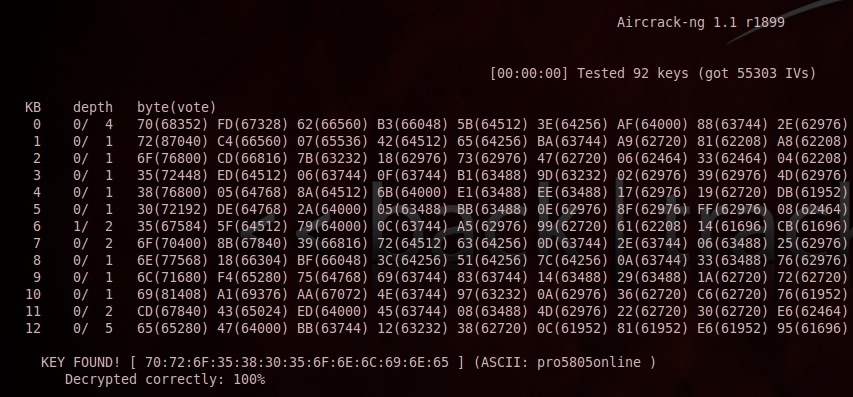 Aircrack-ng 1.1 r1899
[00:00:00] Tested 92 keys (got 55303 IVs)
KB depth byte(vote)
0 0/ 4 70(68352) FD(67328) 62(66560) B3(66048) 5B(64512) 3E(64256) AF(64000) 88(63744) 2E(62976)
1 0/ 1 72(87040) C4(66560) 07(65536) 42(64512) 65(64256) BA(63744) A9(62720) 81(62208) A8(62208)
2 0/ 1 6F(76800) CD(66816) 7B(63232) 18(62976) 73(62976) 47(62720) 06(62464) 33(62464) 04(62208)
3 0/ 1 35(72448) ED(64512) 06(63744) 0F(63744) B1(63488) 9D(63232) 02(62976) 39(62976) 4D(62976)
4 0/ 1 38(76800) 05(64768) 8A(64512) 6B(64000) E1(63488) EE(63488) 17(62976) 19(62720) DB(61952)
5 0/ 1 30(72192) DE(64768) 2A(64000) 05(63488) BB(63488) 0E(62976) 8F(62976) FF(62976) 08(62464)
6 1/ 2 35(67584) 5F(64512) 79(64000) 0C(63744) A5(62976) 99(62720) 61(62208) 14(61696) 58(61696)
7 0/ 2 6F(70400) 8B(67840) 39(66816) 72(64512) 63(64256) 0D(63744) 2E(63744) 06(63488) 35(62976)
8 0/ 1 6E(77568) 18(66304) BF(66048) 3C(64256) 51(64256) 7C(64256) 0A(63744) 33(63488) 76(62976)
9 0/ 1 6C(71680) F4(65280) 75(64768) 69(63744) 83(63744) 14(63488) 29(63488) 1A(62720) 72(62720)
10 0/ 1 69(81408) A1(69376) AA(67072) 4E(63744) 97(63232) 0A(62976) 36(62720) C6(62720) 76(61952)
11 0/ 2 CD(67840) 43(65024) ED(64000) 45(63744) 08(63488) 4D(62976) 22(62720) 30(62720) E6(62464)
12 0/ 5 65(65280) 47(64000) BB(63744) 12(63232) 38(62720) 0C(61952) 81(61952) E6(61952) 95(61696)
KEY FOUND! [ 70:72:6F:35:38:30:35:6F:6E:6C:69:6E:65 ] (ASCII: pro5805online )
Decrypted correctly: 100%